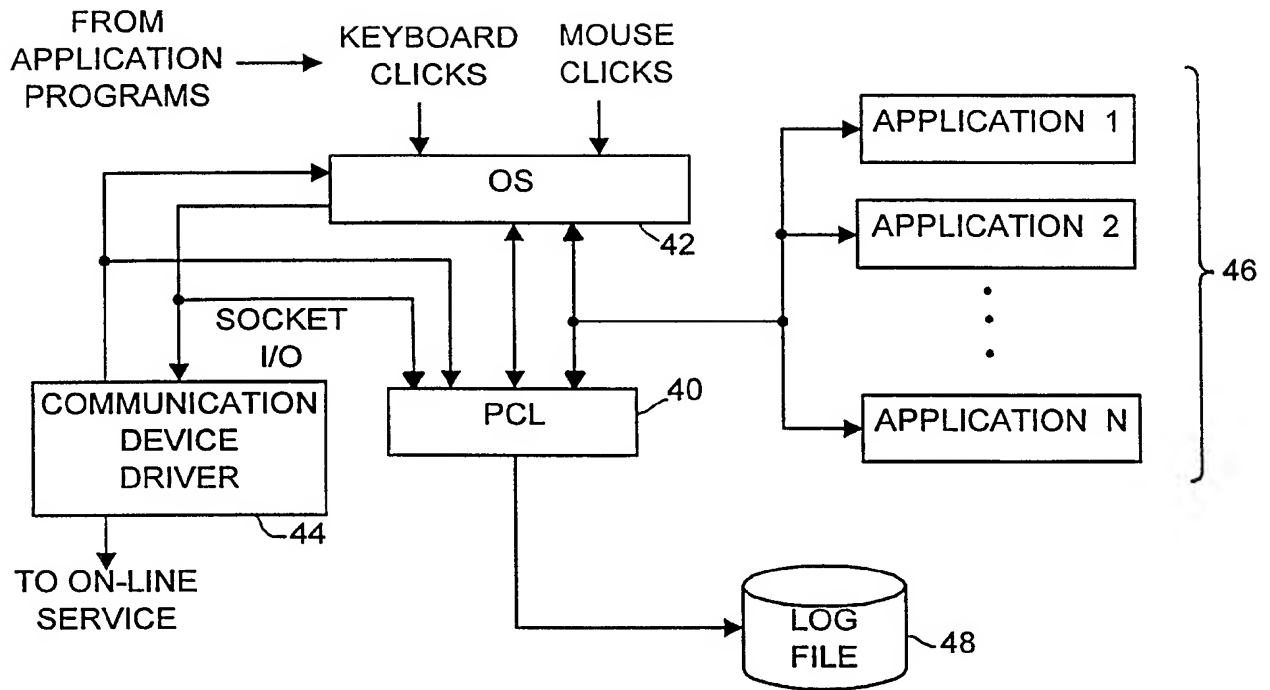 FROM
APPLICATION
PROGRAMS
KEYBOARD
CLICKS
MOUSE
CLICKS
OS
42
APPLICATION 1
APPLICATION 2
APPLICATION N
46
SOCKET
I/O
COMMUNICATION
DEVICE
DRIVER
44
PCL
40
TO ON-LINE
SERVICE
LOG
FILE
48